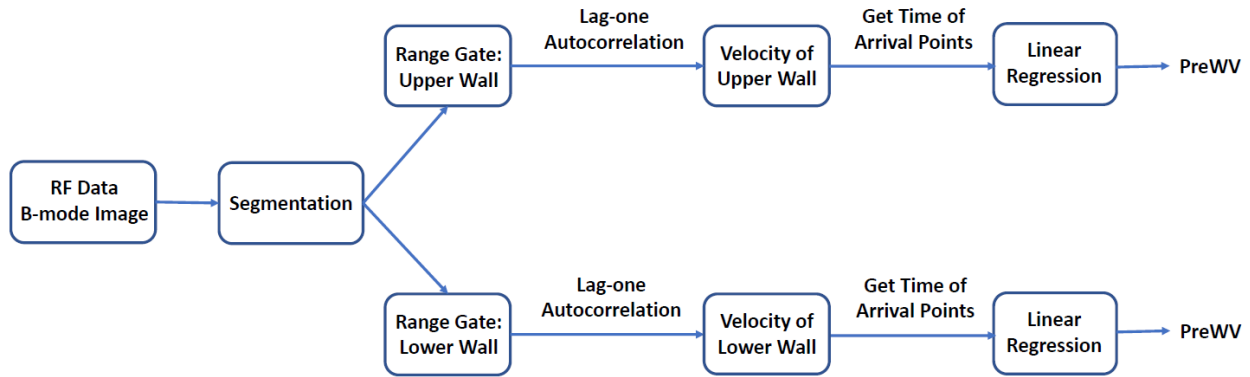 RF Data
B-mode Image
Segmentation
Range Gate:
Upper Wall
Lag-one
Autocorrelation
Velocity of
Upper Wall
Get Time of
Arrival Points
Linear
Regression
PreWV
Range Gate:
Lower Wall
Lag-one
Autocorrelation
Velocity of
Lower Wall
Get Time of
Arrival Points
Linear
Regression
PreWV